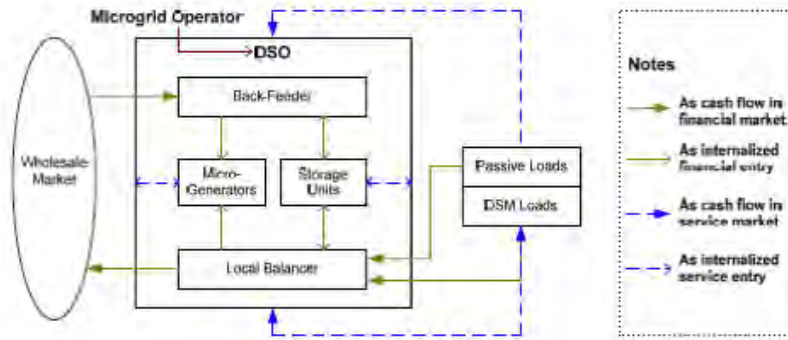 Microgrid Operator
DSO
Back-Feeder
Wholesale
Market
Micro-
Generators
Storage
Units
Local Balancer
Passive Loads
DSM Loads
Notes
As cash flow in
financial market
As internalized
financial entry
As cash flow in
service market
As internalized
service entry